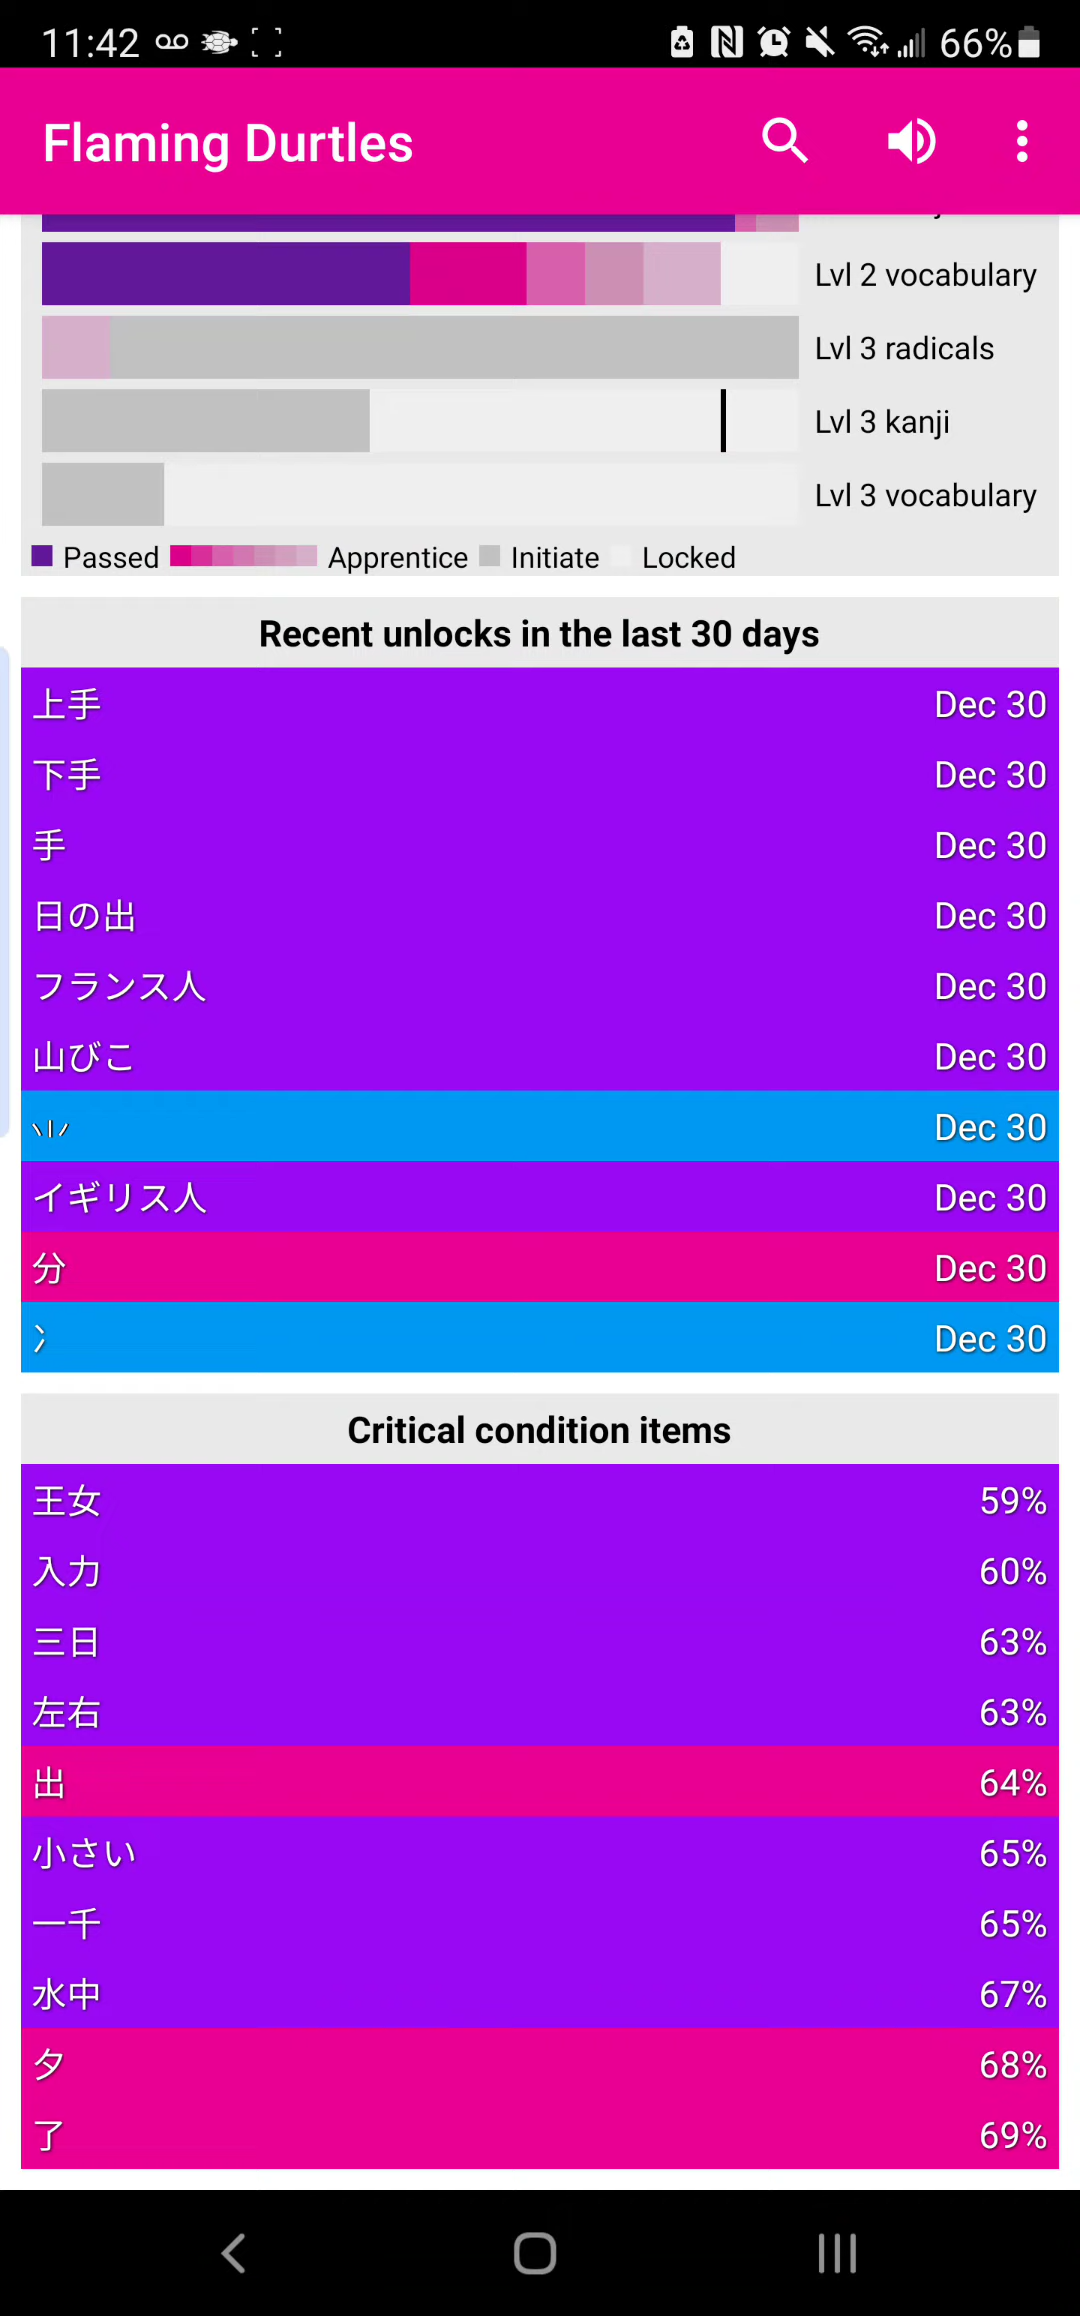 11:42 66%
Flaming Durtles
Lvl 2 vocabulary
Lvl 3 radicals
Lvl 3 kanji
Lvl 3 vocabulary
Passed Apprentice Initiate Locked
Recent unlocks in the last 30 days
上手 Dec 30
下手 Dec 30
手 Dec 30
日の出 Dec 30
フランス人 Dec 30
山びこ Dec 30
Dec 30
イギリス人 Dec 30
分 Dec 30
冫 Dec 30
Critical condition items
王女 59%
入力 60%
三日 63%
左右 63%
出 64%
小さい 65%
一千 65%
水中 67%
夕 68%
了 69%